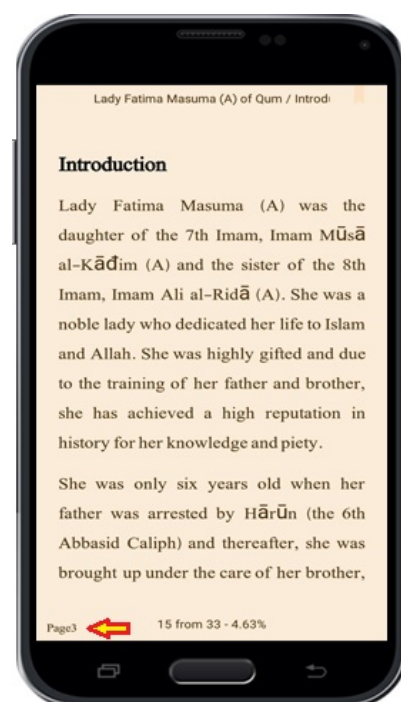 Lady Fatima Masuma (A) of Qum / Introd
Introduction
Lady Fatima Masuma (A) was the
daughter of the 7th Imam, Imam Mūsā
al-Kāđim (A) and the sister of the 8th
Imam, Imam Ali al-Ridā (A). She was a
noble lady who dedicated her life to Islam
and Allah. She was highly gifted and due
to the training of her father and brother,
she has achieved a high reputation in
history for her knowledge and piety.
She was only six years old when her
father was arrested by Hārūn (the 6th
Abbasid Caliph) and thereafter, she was
brought up under the care of her brother,
Page3 15 from 33 - 4.63%